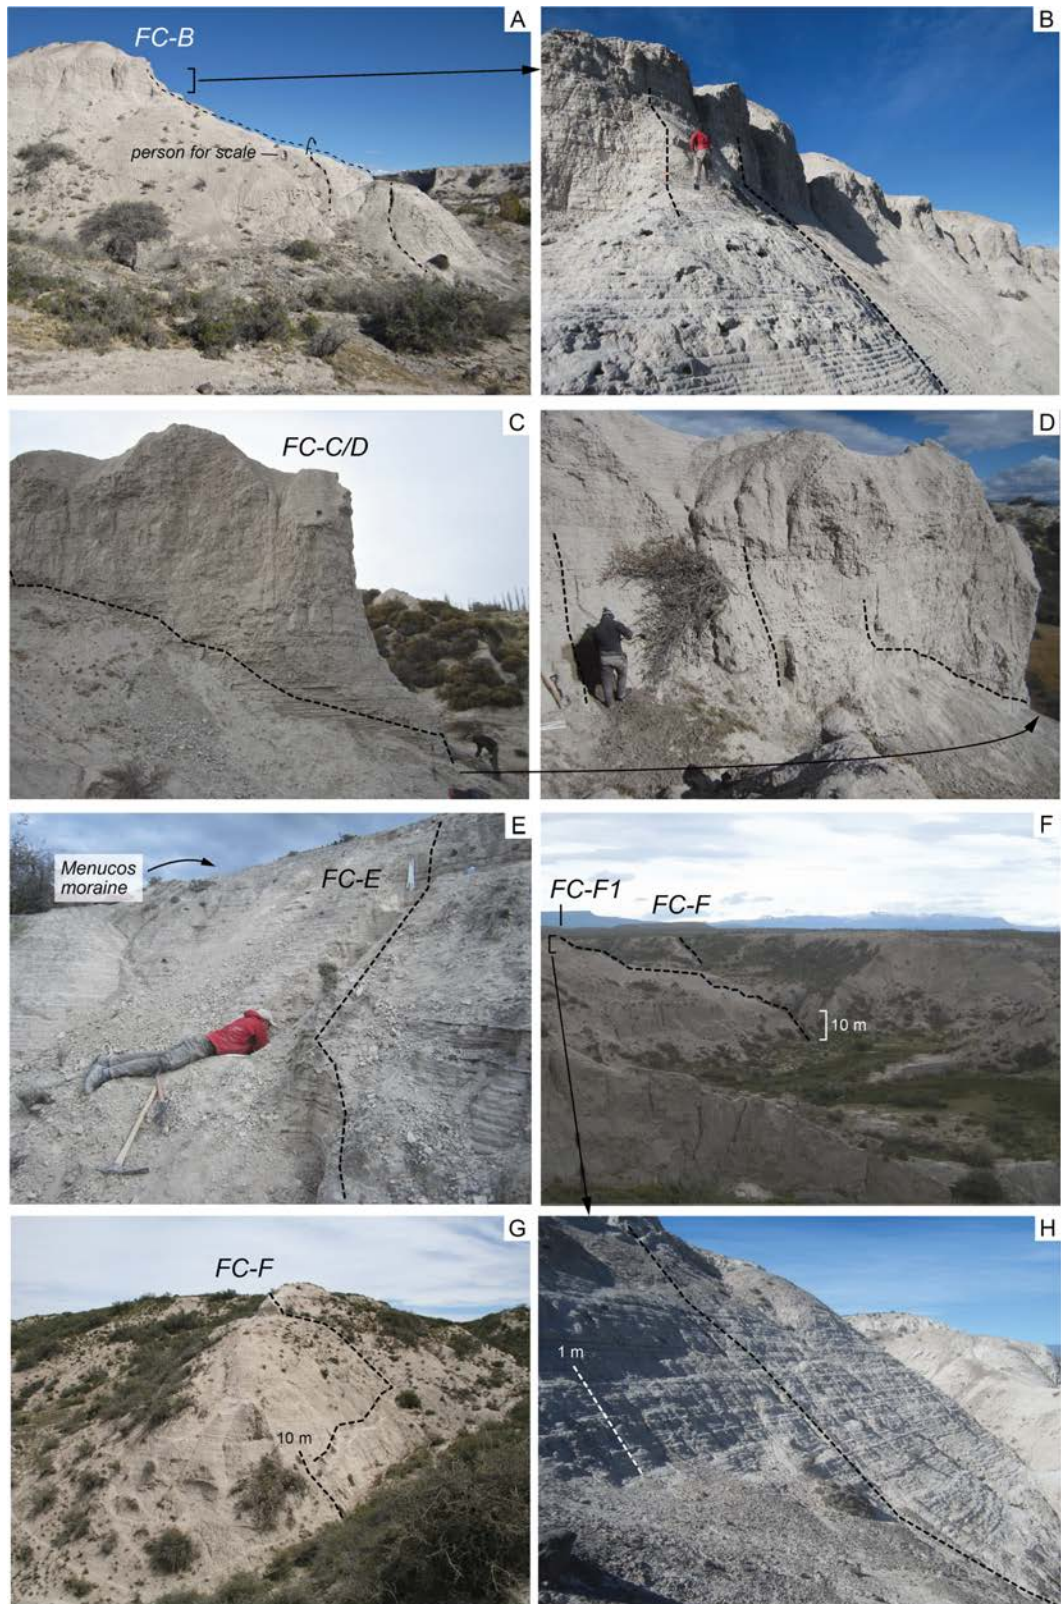 A
FC-B
person for scale
B
C
FC-C/D
D
E
Menucos
moraine
FC-E
F
FC-F1
FC-F
10 m
G
FC-F
10 m
H
1 m